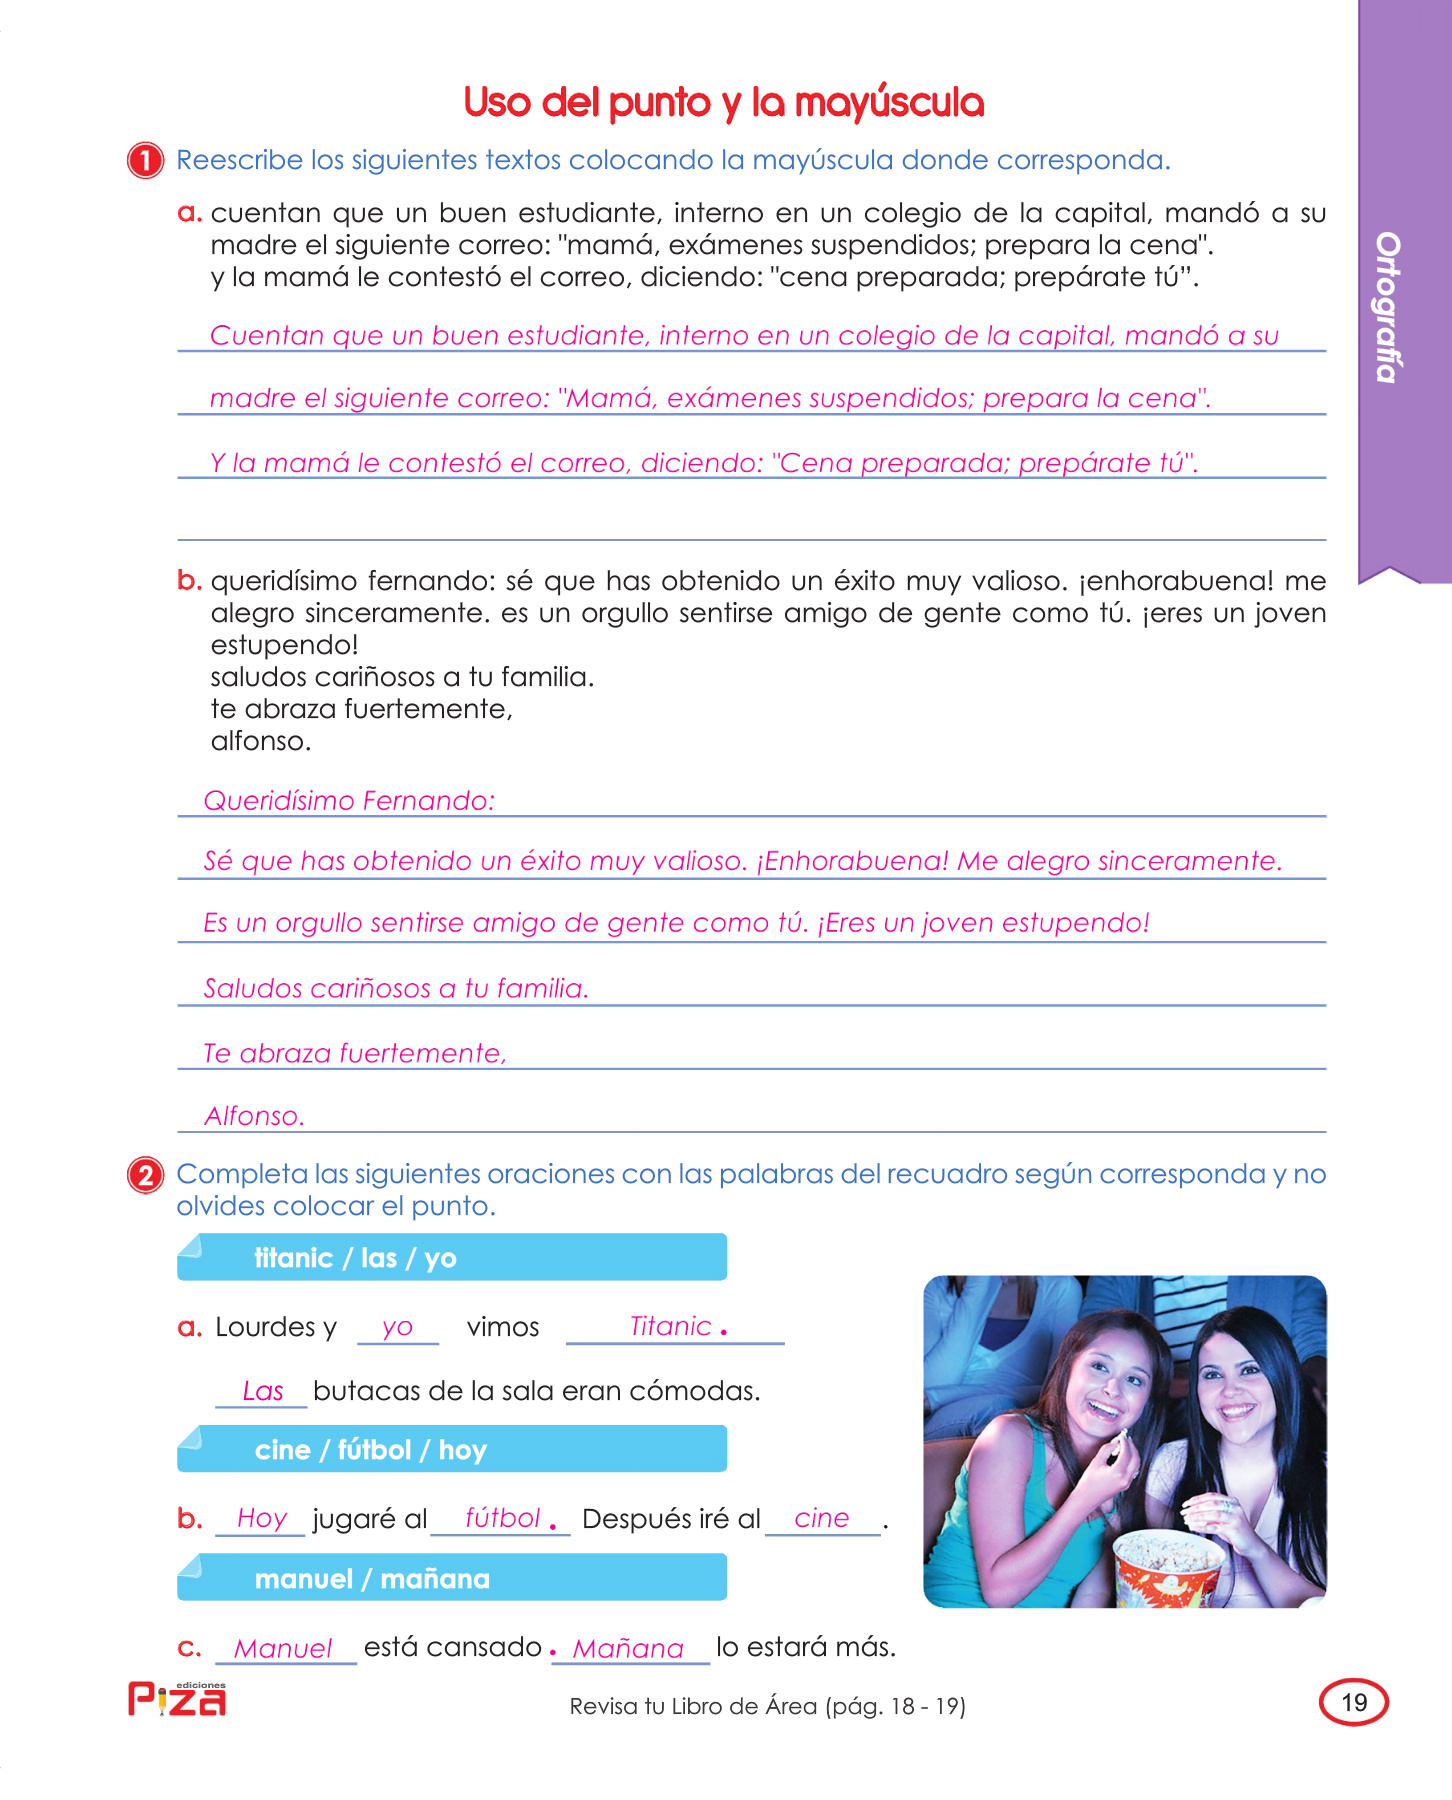 Uso del punto y la mayúscula
1 Reescribe los siguientes textos colocando la mayúscula donde corresponda.
a. cuentan que un buen estudiante, interno en un colegio de la capital, mandó a su
madre el siguiente correo: "mamá, exámenes suspendidos; prepara la cena".
y la mamá le contestó el correo, diciendo: "cena preparada; prepárate tú”.
Cuentan que un buen estudiante, interno en un colegio de la capital, mandó a su
madre el siguiente correo: "Mamá, exámenes suspendidos; prepara la cena".
Y la mamá le contestó el correo, diciendo: "Cena preparada; prepárate tú".
b. queridísimo fernando: sé que has obtenido un éxito muy valioso. ¡enhorabuena! me
alegro sinceramente. es un orgullo sentirse amigo de gente como tú. ¡eres un joven
estupendo!
saludos cariñosos a tu familia.
te abraza fuertemente,
alfonso.
Queridísimo Fernando:
Sé que has obtenido un éxito muy valioso. ¡Enhorabuena! Me alegro sinceramente.
Es un orgullo sentirse amigo de gente como tú. ¡Eres un joven estupendo!
Saludos cariñosos a tu familia.
Te abraza fuertemente,
Alfonso.
2 Completa las siguientes oraciones con las palabras del recuadro según corresponda y no
olvides colocar el punto.
titanic / las / yo
a. Lourdes y yo vimos Titanic.
Las butacas de la sala eran cómodas.
cine / fútbol / hoy
b. Hoy jugaré al fútbol. Después iré al cine.
manuel / mañana
c. Manuel está cansado. Mañana lo estará más.
ediciones
Piza
Revisa tu Libro de Área (pág. 18 - 19)
19
Ortografía